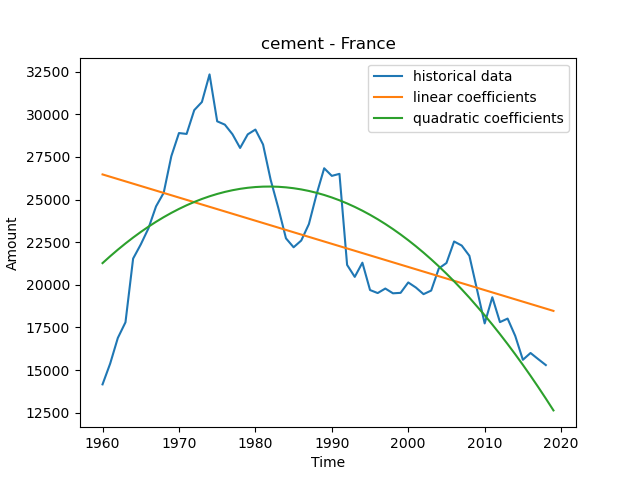 cement - France
historical data
linear coefficients
quadratic coefficients
32500
30000
27500
25000
22500
20000
17500
15000
12500
Amount
1960 1970 1980 1990 2000 2010 2020
Time